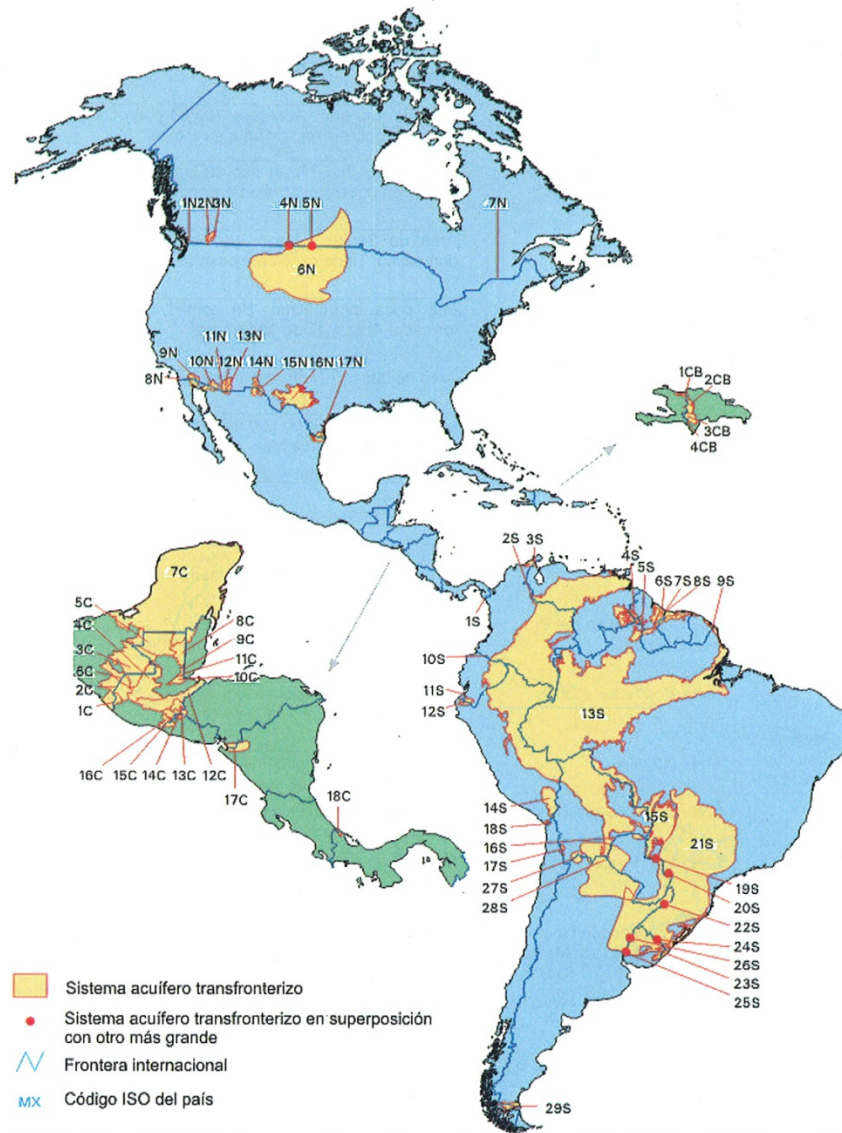 1N 2N 3N 4N 5N 7N
6N
11N 13N
9N 10N 12N 14N 15N 16N 17N
8N
1CB
2CB
3CB
4CB
7C
5C
4C
3C
6C
2C
1C
8C
9C
11C
10C
16C 15C 14C 13C 12C
17C
18C
2S 3S
4S
5S
6S 7S 8S 9S
1S
10S
11S
12S
13S
14S
15S
18S
16S
17S
21S
27S
28S
19S
20S
22S
24S
26S
23S
25S
29S
Sistema acuífero transfronterizo
Sistema acuífero transfronterizo en superposición
con otro más grande
Frontera internacional
MX Código ISO del país